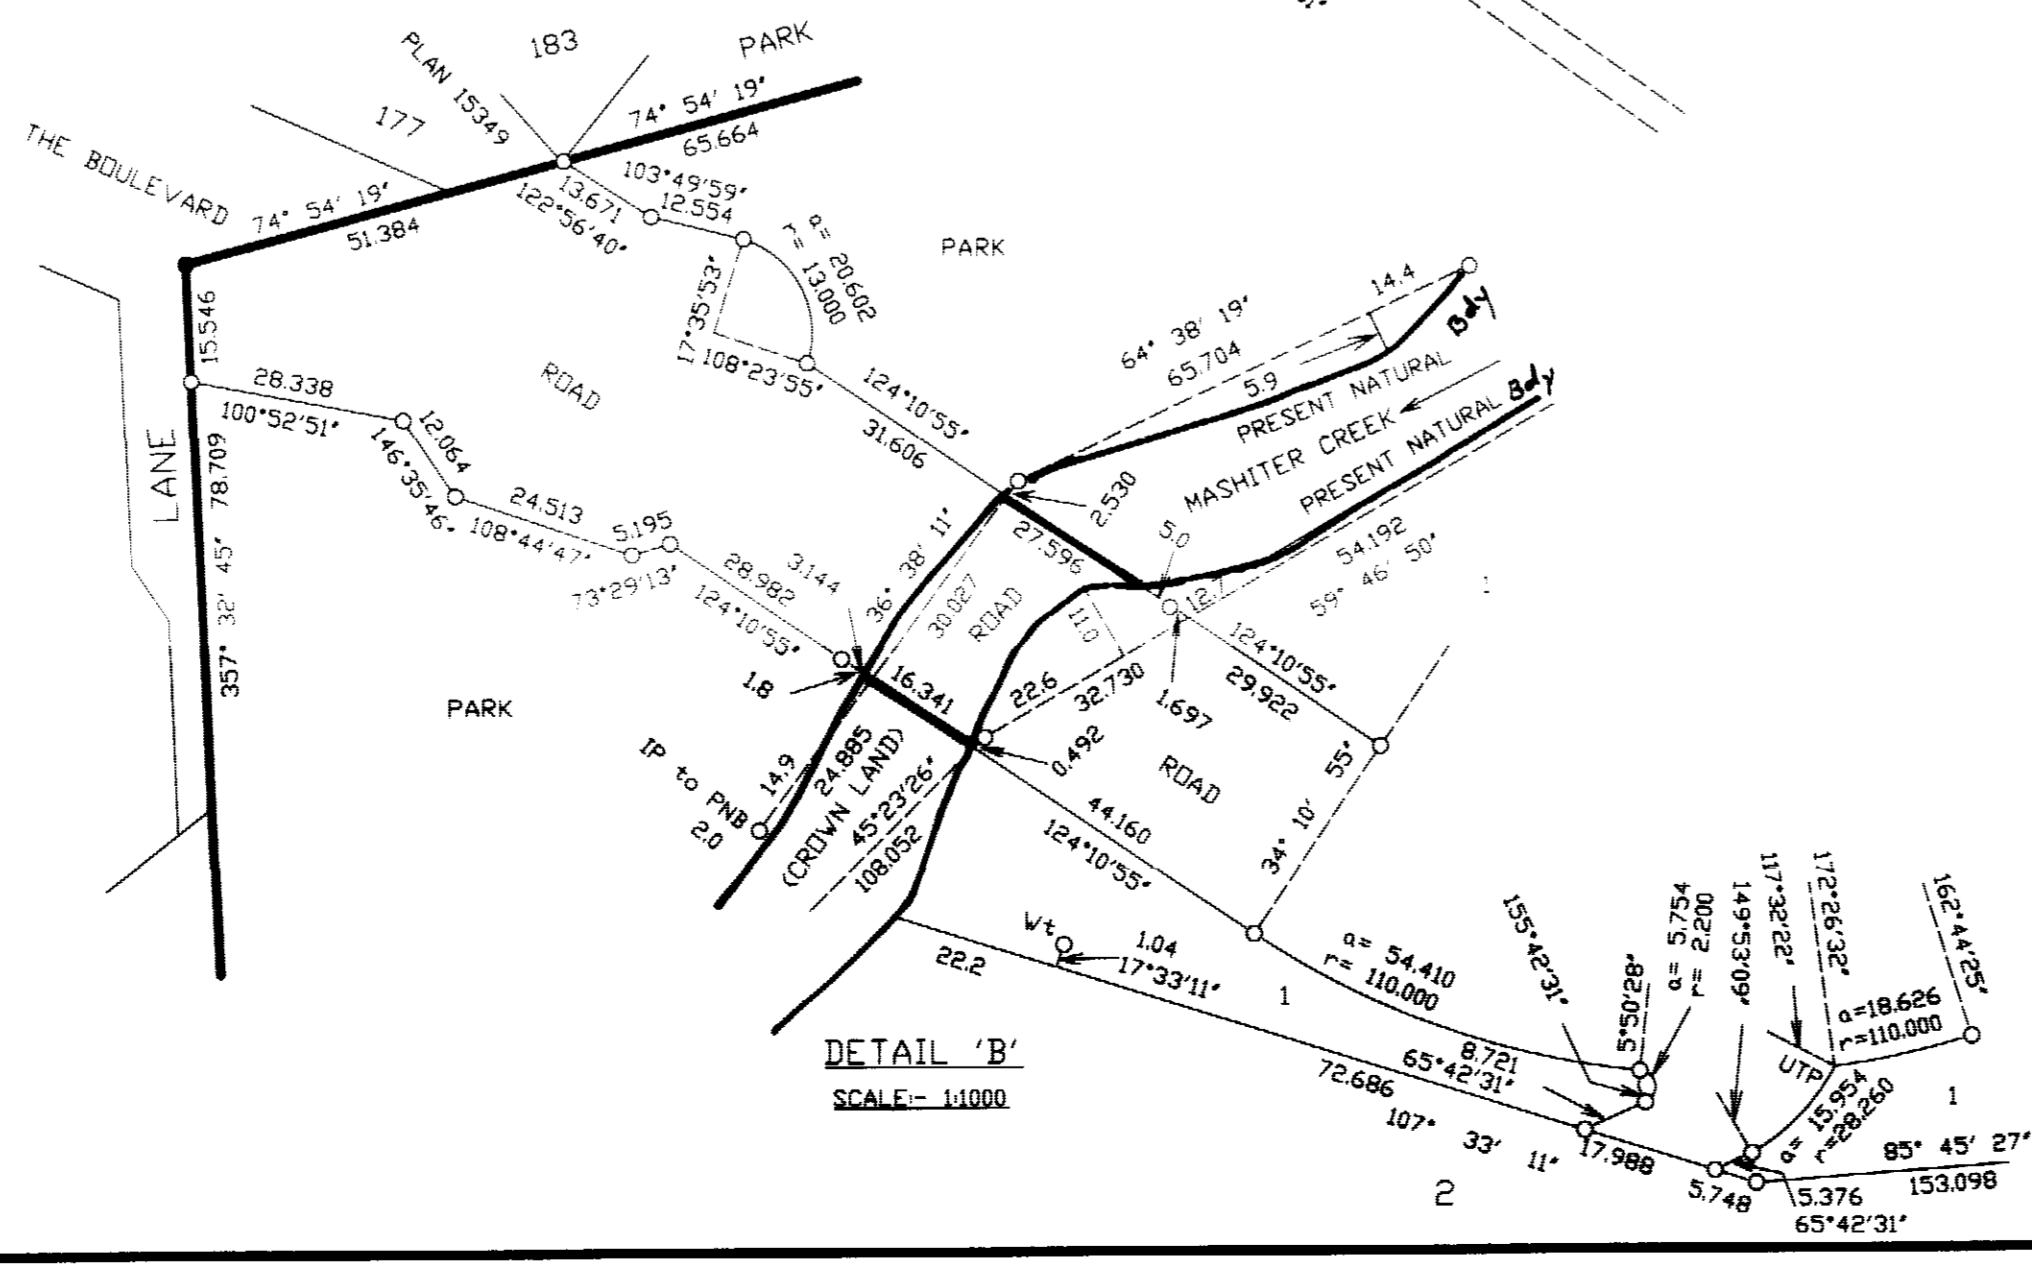 183
PARK
PLAN 15349
177
THE BOULEVARD
74° 54' 19"
65.664
74° 54' 19"
51.384
103°49'59"
13.671
12.554
122°56'40"
a= 20.602
r= 13.000
17°35'53"
108°23'55"
PARK
15.546
28.338
100°52'51"
ROAD
12.064
146°35'46"
24.513
108°44'47"
5.195
73°29'13"
28.982
124°10'55"
3.144
LANE
357° 32' 45" 78.709
PARK
124°10'55"
31.606
64° 38' 19"
65.704
14.4
5.9
Bdy
PRESENT NATURAL
MASHITER CREEK
PRESENT NATURAL Bdy
2.530
27.596
5.0
54.192
59° 46' 50"
12.7
36° 38' 11"
30.027
ROAD
11.0
1
124°10'55"
29.922
22.6
32.730
1.697
1.8
16.341
0.492
ROAD
IP to PNB
2.0
14.9
24.885
(CROWN LAND)
45°23'26"
108.052
44.160
124°10'55"
34° 10' 55"
Wt
1.04
17°33'11"
22.2
a= 54.410
r= 110.000
1
155°42'31"
5°50'28"
a= 5.754
r= 2.200
149°53'09"
117°32'22"
172°26'32"
162°44'25"
a=18.626
r=110.000
UTP
a= 15.954
r=28.260
1
8.721
65°42'31"
72.686
107° 33' 11"
17.988
2
5.748
5.376
65°42'31"
85° 45' 27"
153.098
DETAIL 'B'
SCALE:- 1:1000